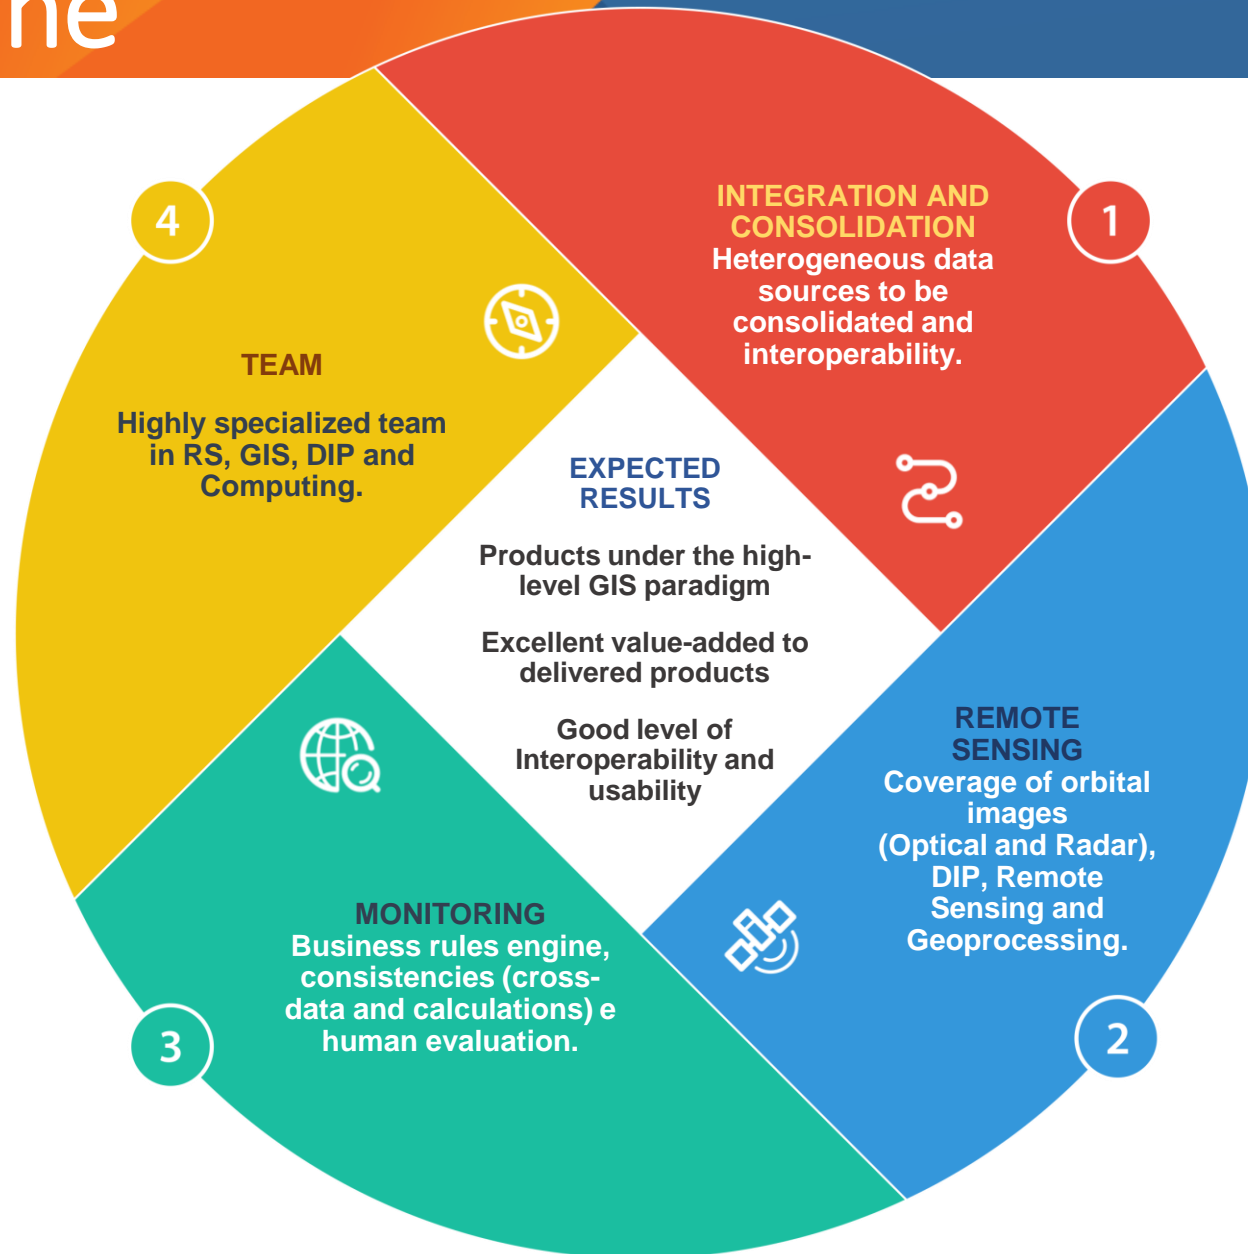 1
INTEGRATION AND
CONSOLIDATION
Heterogeneous data
sources to be
consolidated and
interoperability.
2
REMOTE
SENSING
Coverage of orbital
images
(Optical and Radar),
DIP, Remote
Sensing and
Geoprocessing.
3
MONITORING
Business rules engine,
consistencies (cross-
data and calculations) e
human evaluation.
4
TEAM
Highly specialized team
in RS, GIS, DIP and
Computing.
EXPECTED
RESULTS
Products under the high-
level GIS paradigm
Excellent value-added to
delivered products
Good level of
Interoperability and
usability